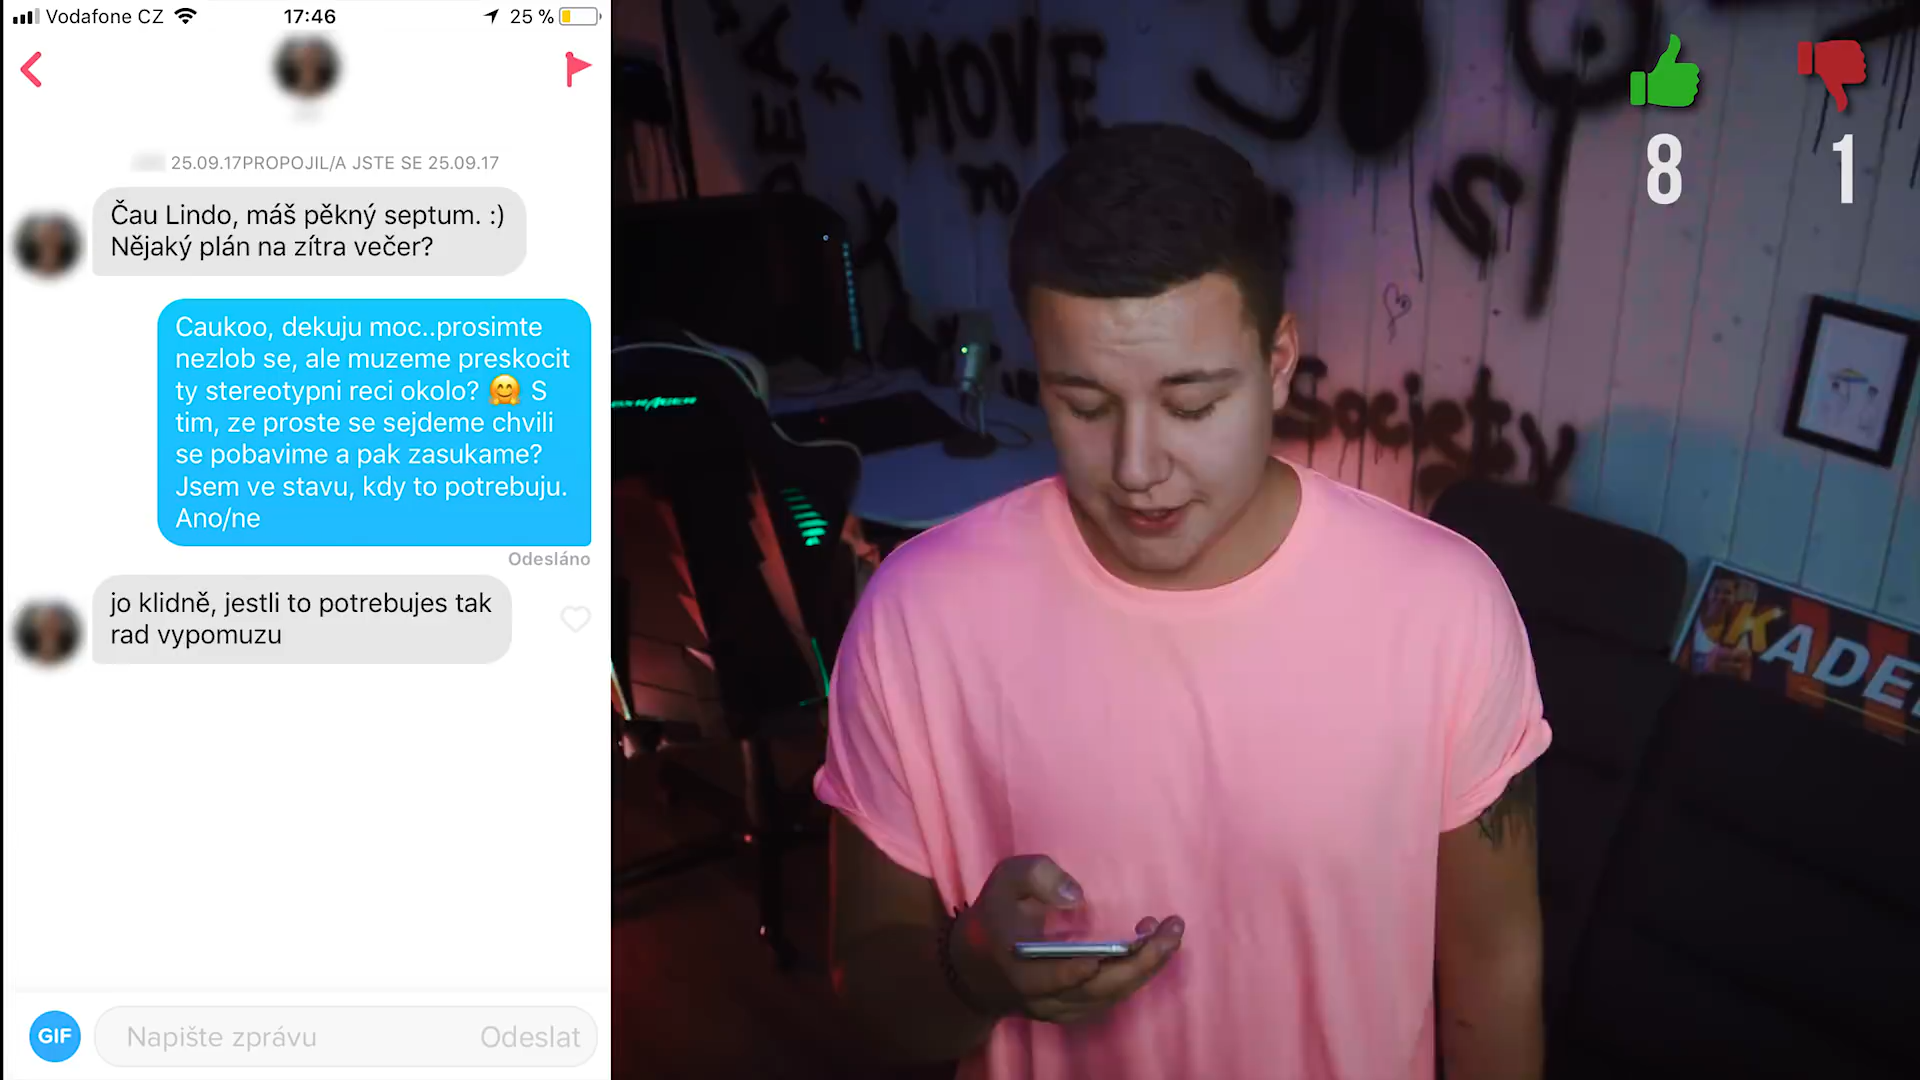 Vodafone CZ
17:46
25 %
25.09.17PROPOJIL/A JSTE SE 25.09.17
Čau Lindo, máš pěkný septum. :)
Nějaký plán na zítra večer?
Caukoo, dekuju moc..prosimte
nezlob se, ale muzeme preskocit
ty stereotypni reci okolo? 🤗 S
tim, ze proste se sejdeme chvili
se pobavime a pak zasukame?
Jsem ve stavu, kdy to potrebuju.
Ano/ne
Odesláno
jo klidně, jestli to potrebujes tak
rad vypomuzu
GIF
Napište zprávu
Odeslat
8
1
MOVE
TO
Society
KADE